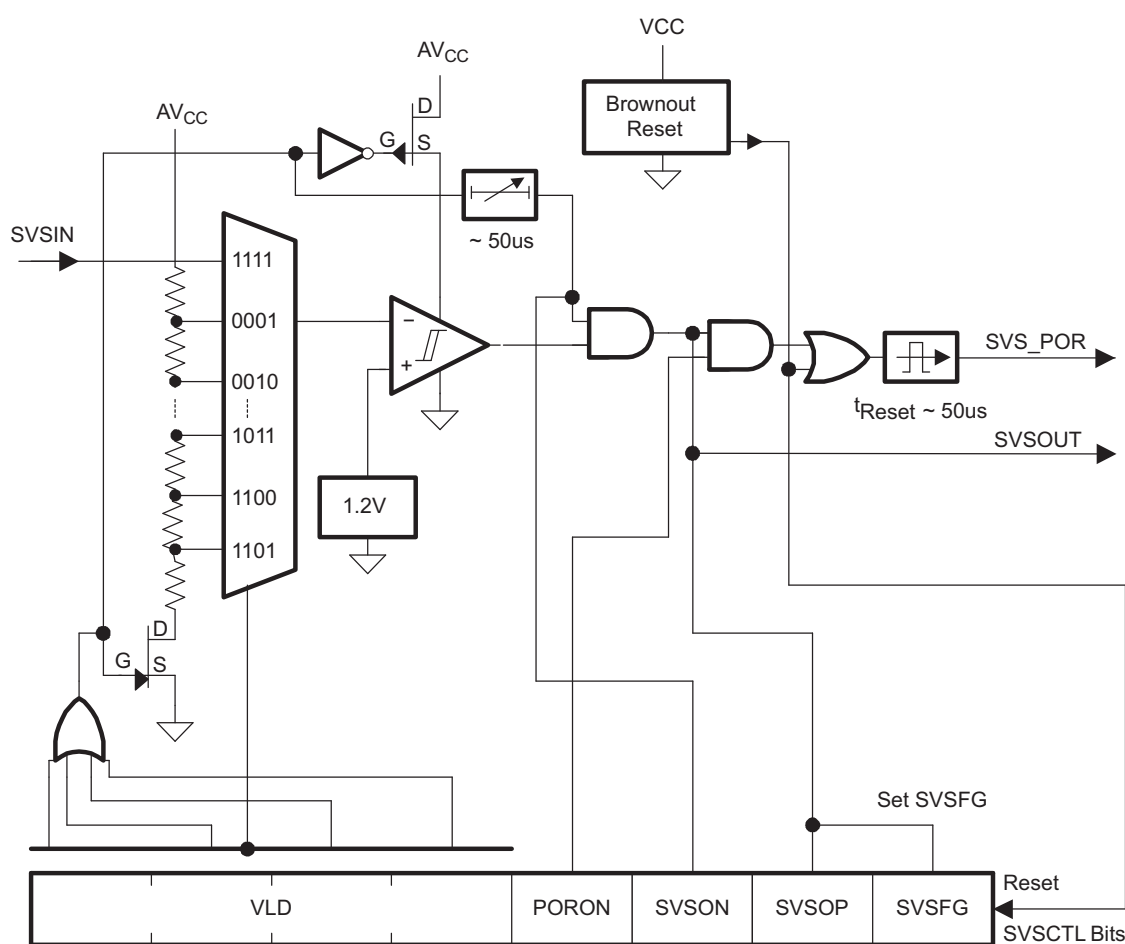 VCC
AVCC
Brownout
Reset
AVCC
D
G
S
SVSIN
~ 50us
1111
0001
–
0010
+
SVS_POR
tReset ~ 50us
1011
SVSOUT
1100
1.2V
1101
D
G
S
Set SVSFG
Reset
VLD
PORON
SVSON
SVSOP
SVSFG
SVSCTL Bits